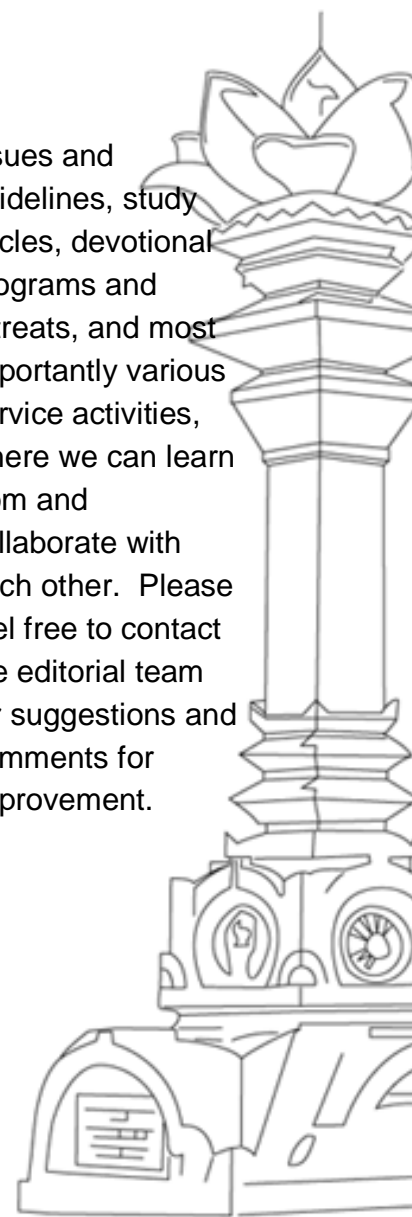 sues and
idelines, study
cles, devotional
ograms and
treats, and most
portantly various
rvice activities,
here we can learn
om and
llaborate with
ch other.  Please
el free to contact
e editorial team
r suggestions and
mments for
provement.